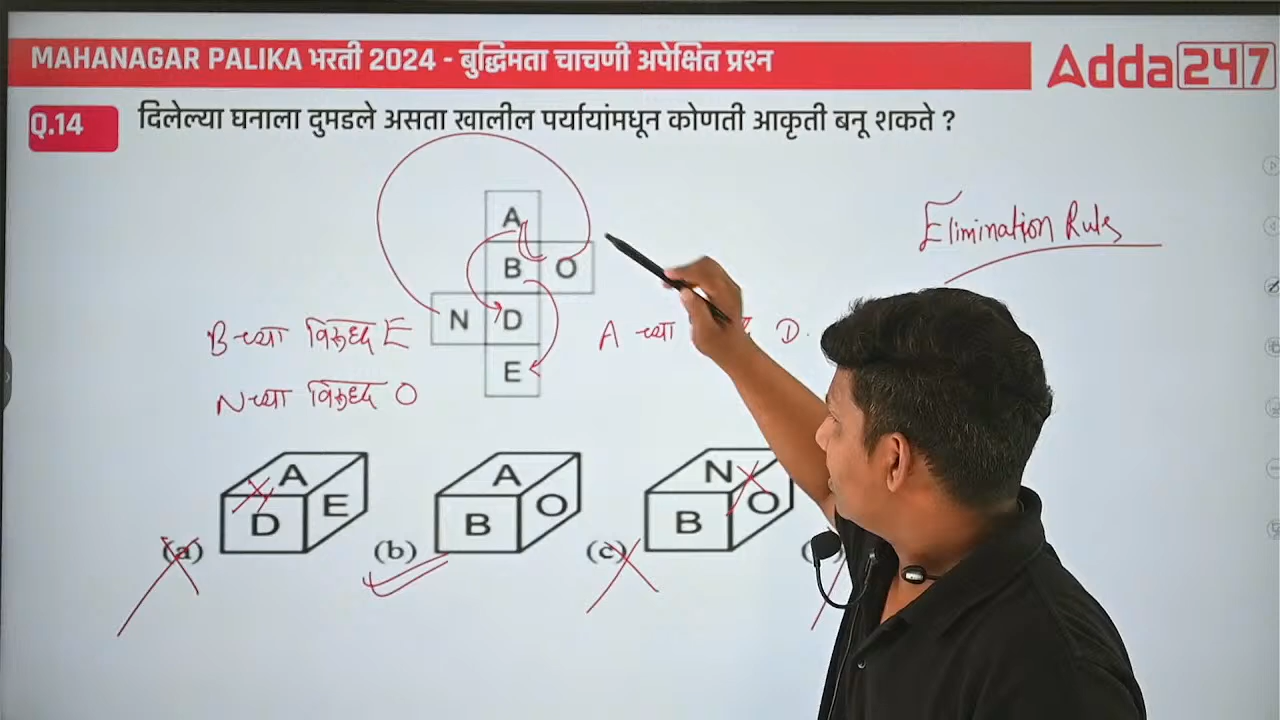 MAHANAGAR PALIKA भरती 2024 - बुद्धिमता चाचणी अपेक्षित प्रश्न
Adda247
Q.14
दिलेल्या घनाला दुमडले असता खालील पर्यायांमधून कोणती आकृती बनू शकते ?
Elimination Rules
A
B O
N D
E
B च्या विरूध्द E
A च्या D.
N च्या विरूध्द O
A
D E
(a)
A
B O
(b)
N
B O
(c)